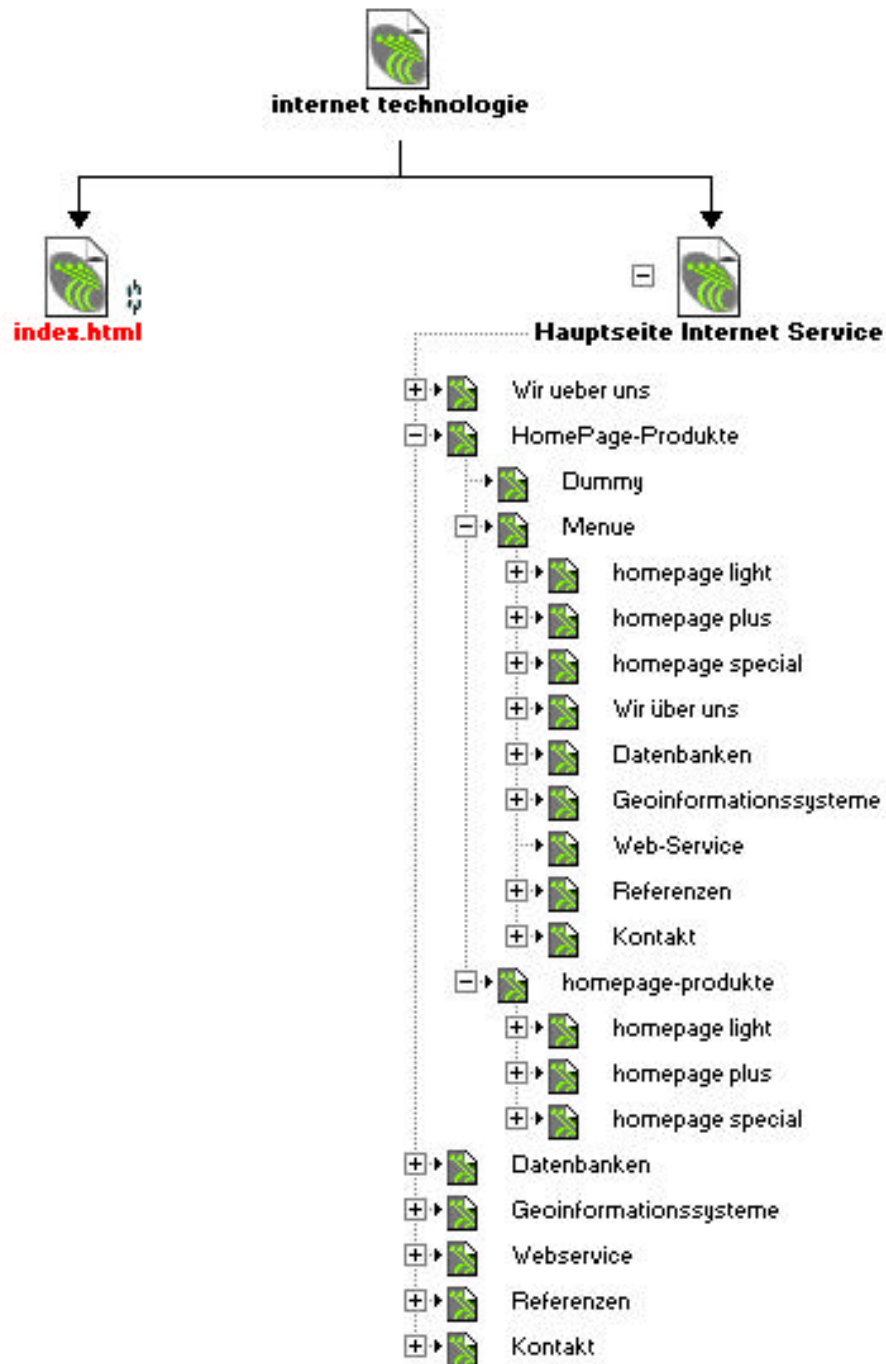 internet technologie
index.html
Hauptseite Internet Service
Wir ueber uns
HomePage-Produkte
Dummy
Menue
homepage light
homepage plus
homepage special
Wir über uns
Datenbanken
Geoinformationssysteme
Web-Service
Referenzen
Kontakt
homepage-produkte
homepage light
homepage plus
homepage special
Datenbanken
Geoinformationssysteme
Webservice
Referenzen
Kontakt